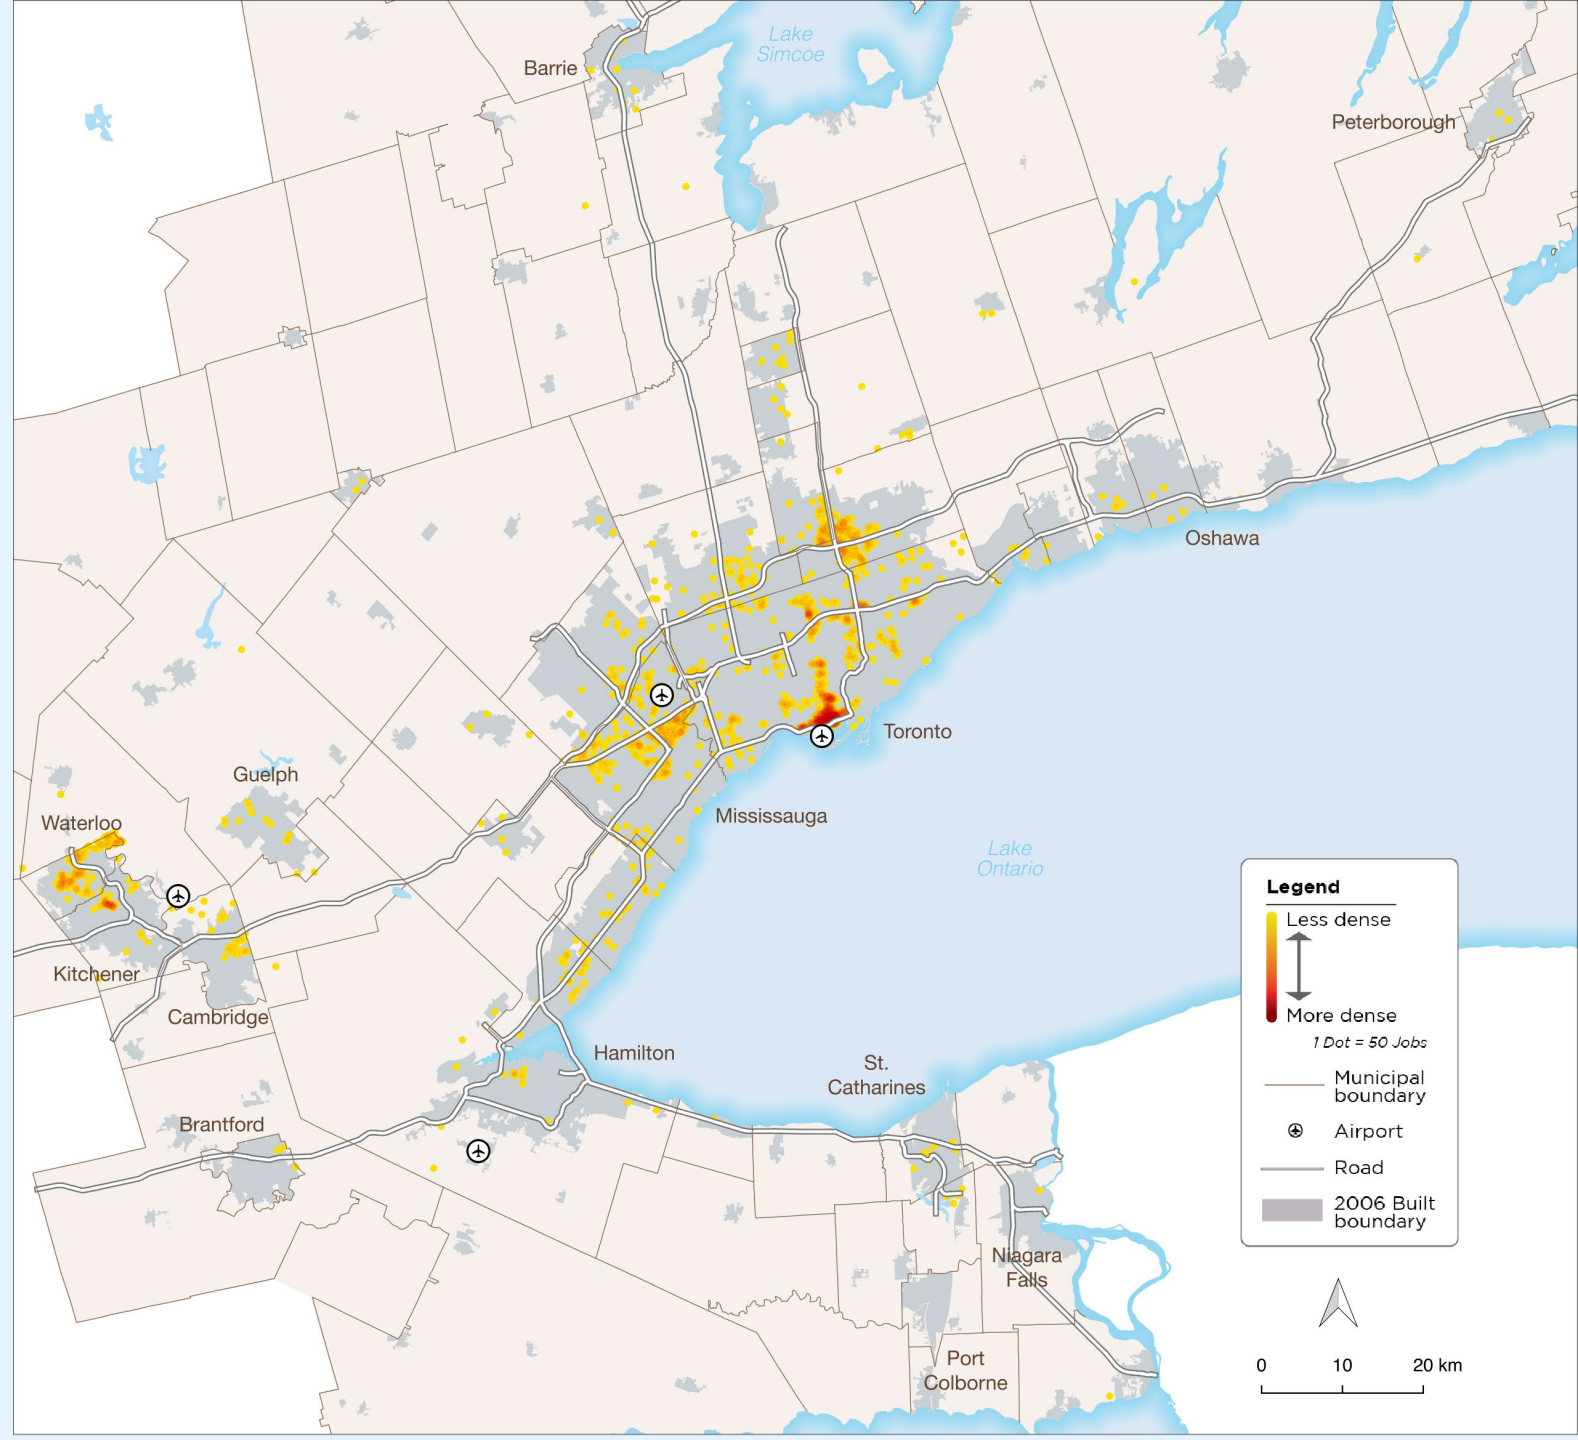 Lake
Simcoe
Barrie
Peterborough
Oshawa
Toronto
Guelph
Waterloo
Mississauga
Lake
Ontario
Kitchener
Cambridge
Hamilton
St.
Catharines
Brantford
Niagara
Falls
Port
Colborne
Legend
Less dense
More dense
1 Dot = 50 Jobs
Municipal
boundary
Airport
Road
2006 Built
boundary
0 10 20 km